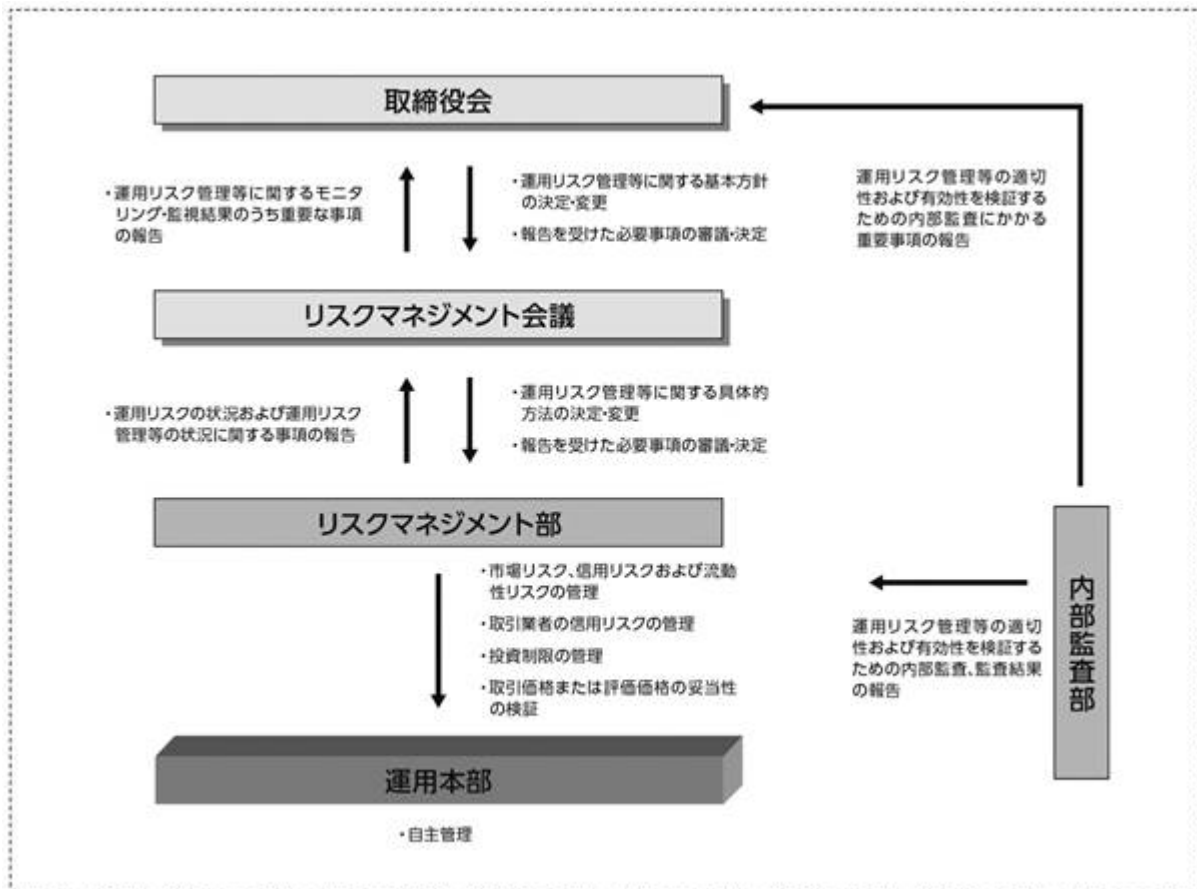 取締役会
・運用リスク管理等に関するモニタ
リング・監視結果のうち重要な事項
の報告
・運用リスク管理等に関する基本方針
の決定・変更
・報告を受けた必要事項の審議・決定
運用リスク管理等の適切
性および有効性を検証する
ための内部監査にかかる
重要事項の報告
リスクマネジメント会議
・運用リスクの状況および運用リスク
管理等の状況に関する事項の報告
・運用リスク管理等に関する具体的
方法の決定・変更
・報告を受けた必要事項の審議・決定
リスクマネジメント部
・市場リスク、信用リスクおよび流動
性リスクの管理
・取引業者の信用リスクの管理
・投資制限の管理
・取引価格または評価価格の妥当性
の検証
運用リスク管理等の適切
性および有効性を検証する
ための内部監査、監査結果
の報告
内部監査部
運用本部
・自主管理